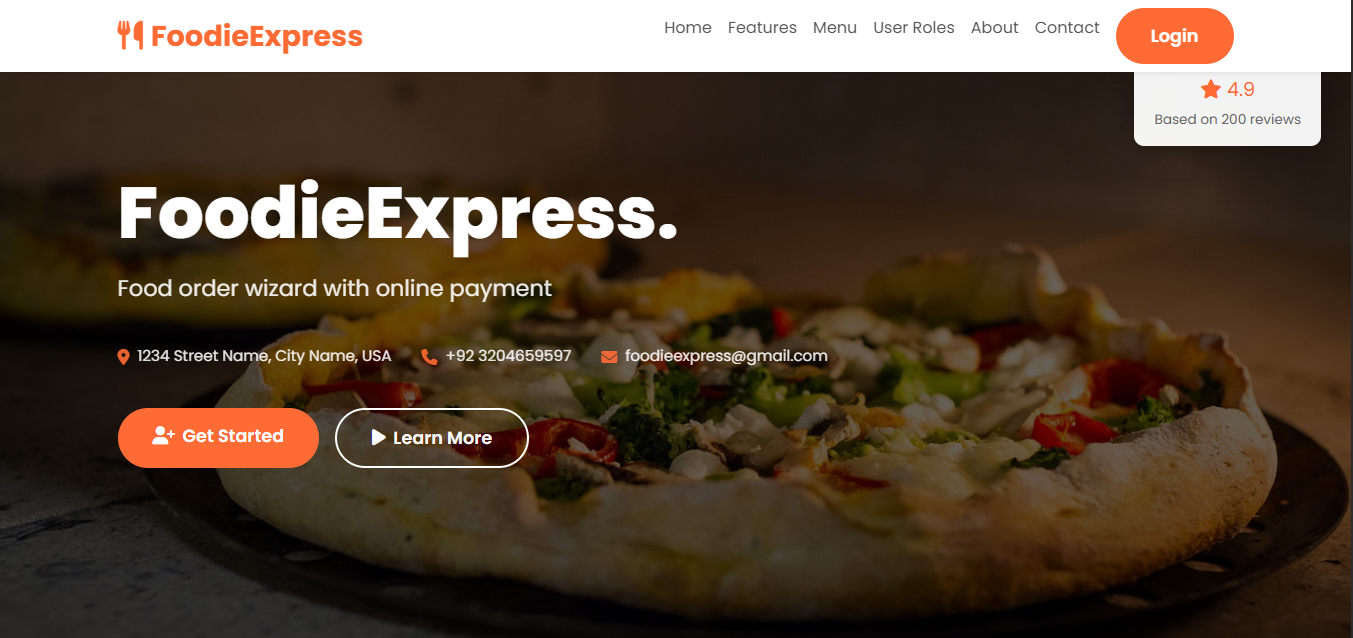 FoodieExpress
Home Features Menu User Roles About Contact Login
4.9
Based on 200 reviews
FoodieExpress.
Food order wizard with online payment
1234 Street Name, City Name, USA +92 3204659597 foodieexpress@gmail.com
Get Started Learn More